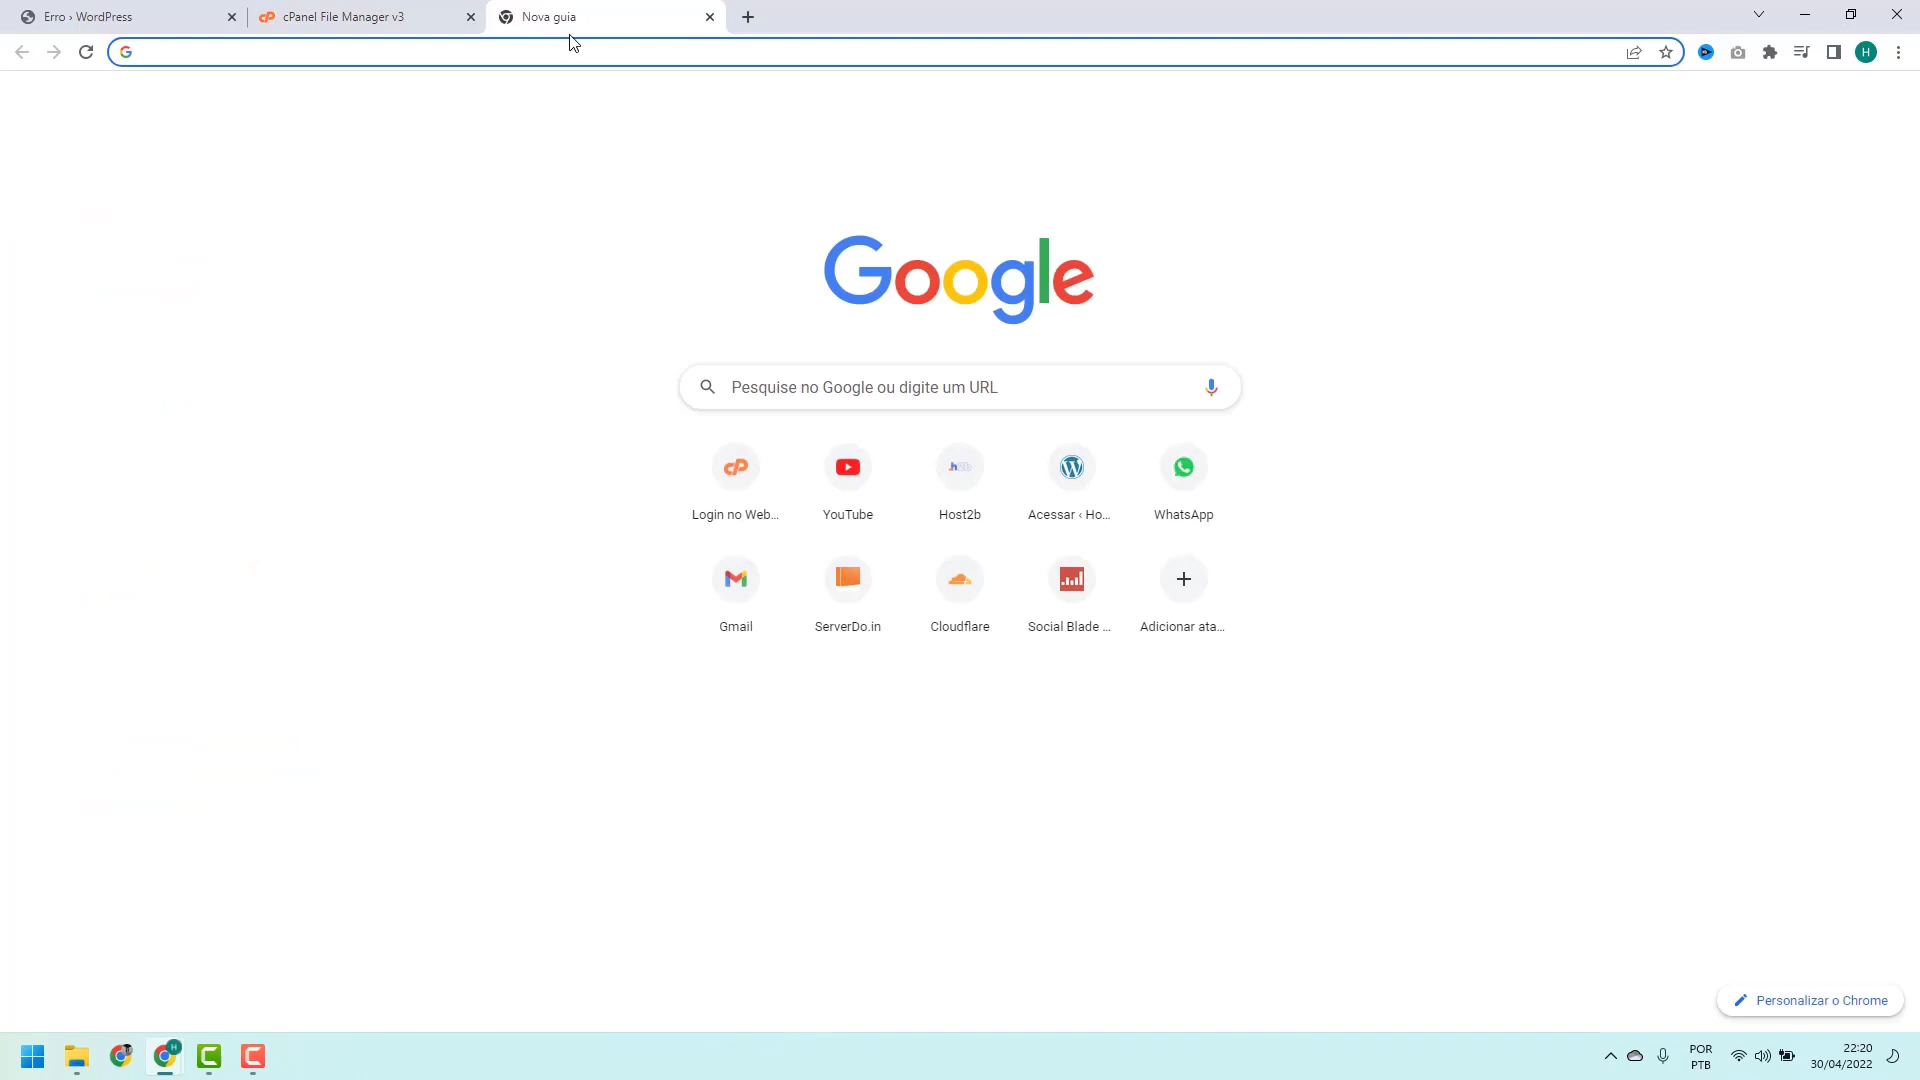 Erro › WordPress
cPanel File Manager v3
Nova guia
H
Google
Pesquise no Google ou digite um URL
Login no Web...
YouTube
Host2b
Acessar ‹ Ho...
WhatsApp
Gmail
ServerDo.in
Cloudflare
Social Blade ...
Adicionar ata...
Personalizar o Chrome
H
POR
PTB
22:20
30/04/2022